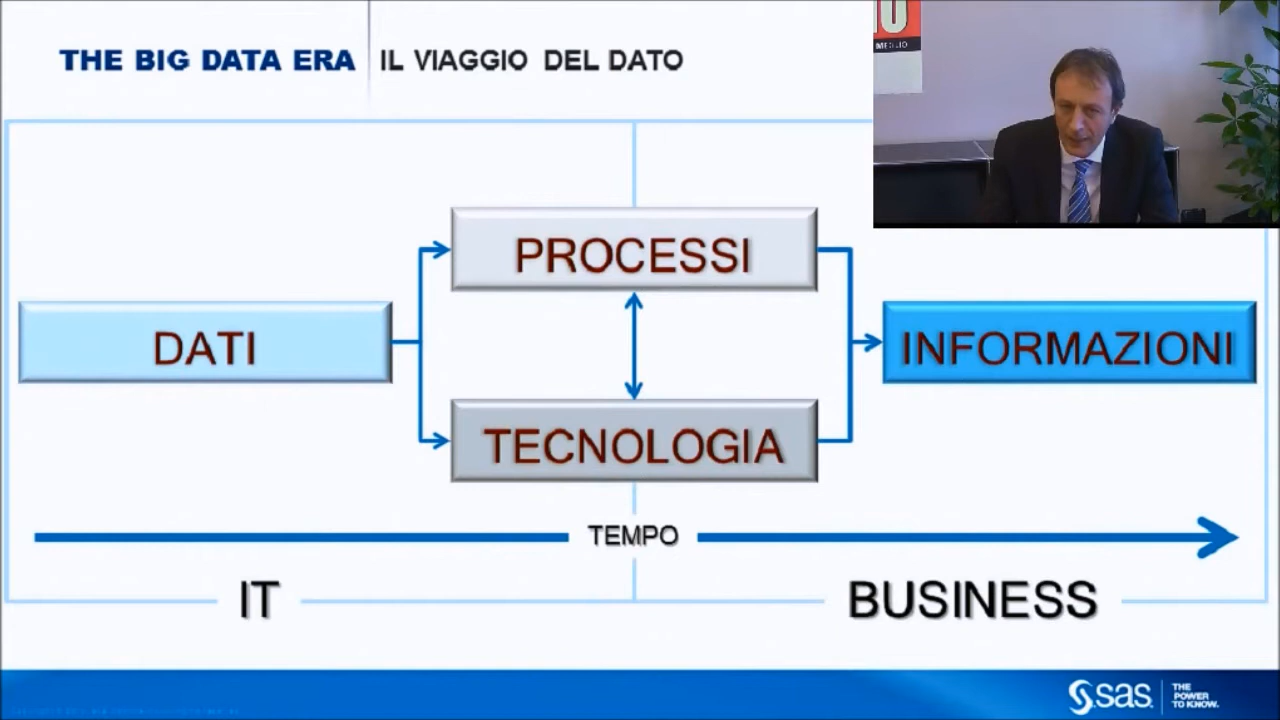 THE BIG DATA ERA IL VIAGGIO DEL DATO
MEGLIO
PROCESSI
DATI
INFORMAZIONI
TECNOLOGIA
TEMPO
IT
BUSINESS
sas THE
POWER
TO KNOW.